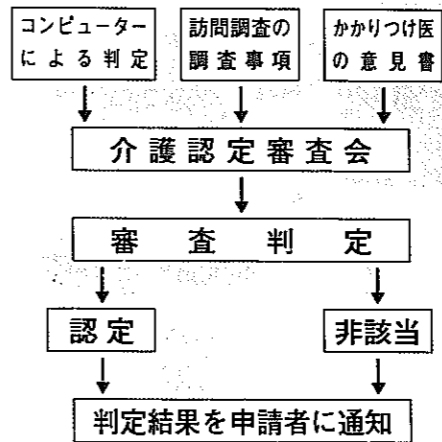 コンピューター
による判定
訪問調査の
調査事項
かかりつけ医
の意見書
介護認定審査会
審査判定
認定
非該当
判定結果を申請者に通知